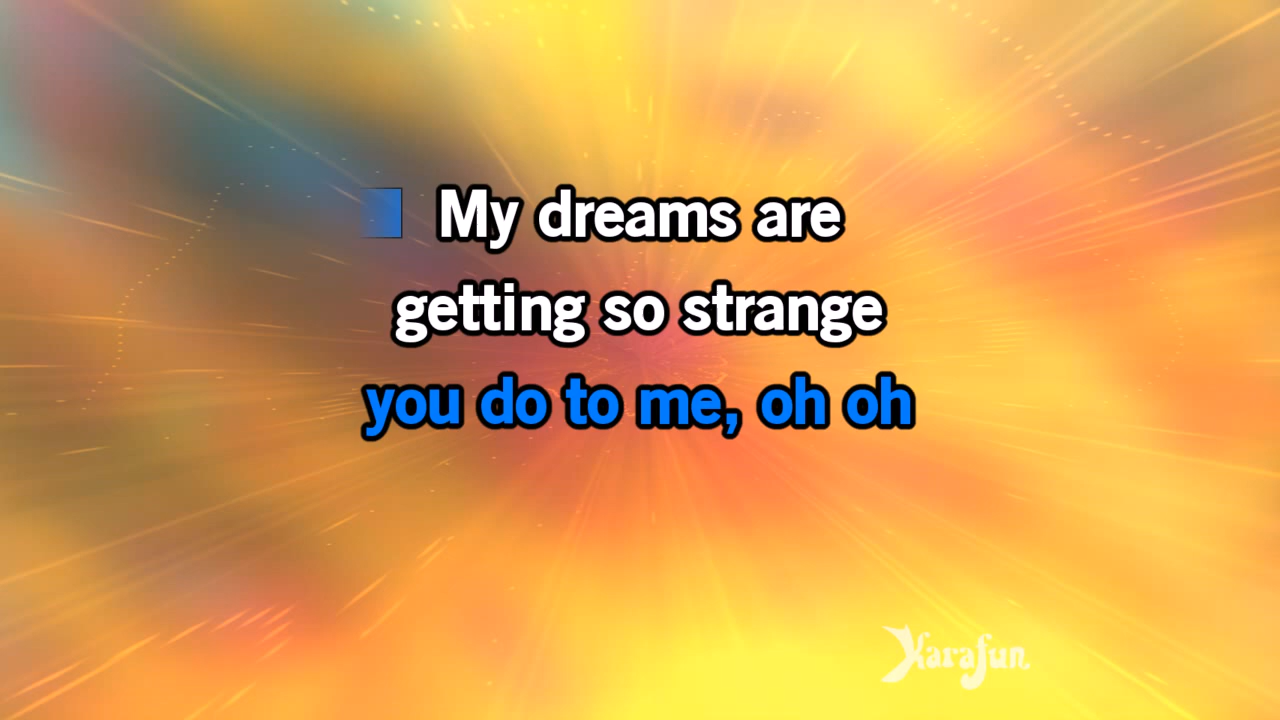 My dreams are
getting so strange
you do to me, oh oh
Karafun